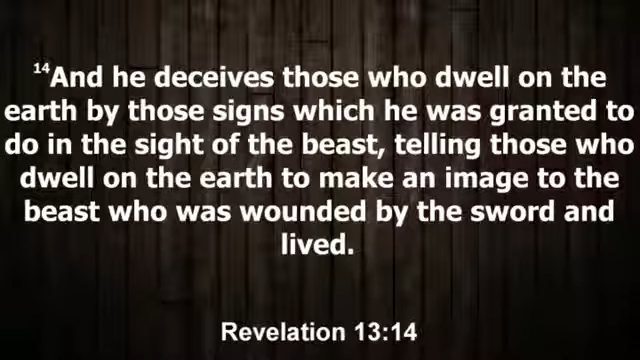 14And he deceives those who dwell on the
earth by those signs which he was granted to
do in the sight of the beast, telling those who
dwell on the earth to make an image to the
beast who was wounded by the sword and
lived.
Revelation 13:14